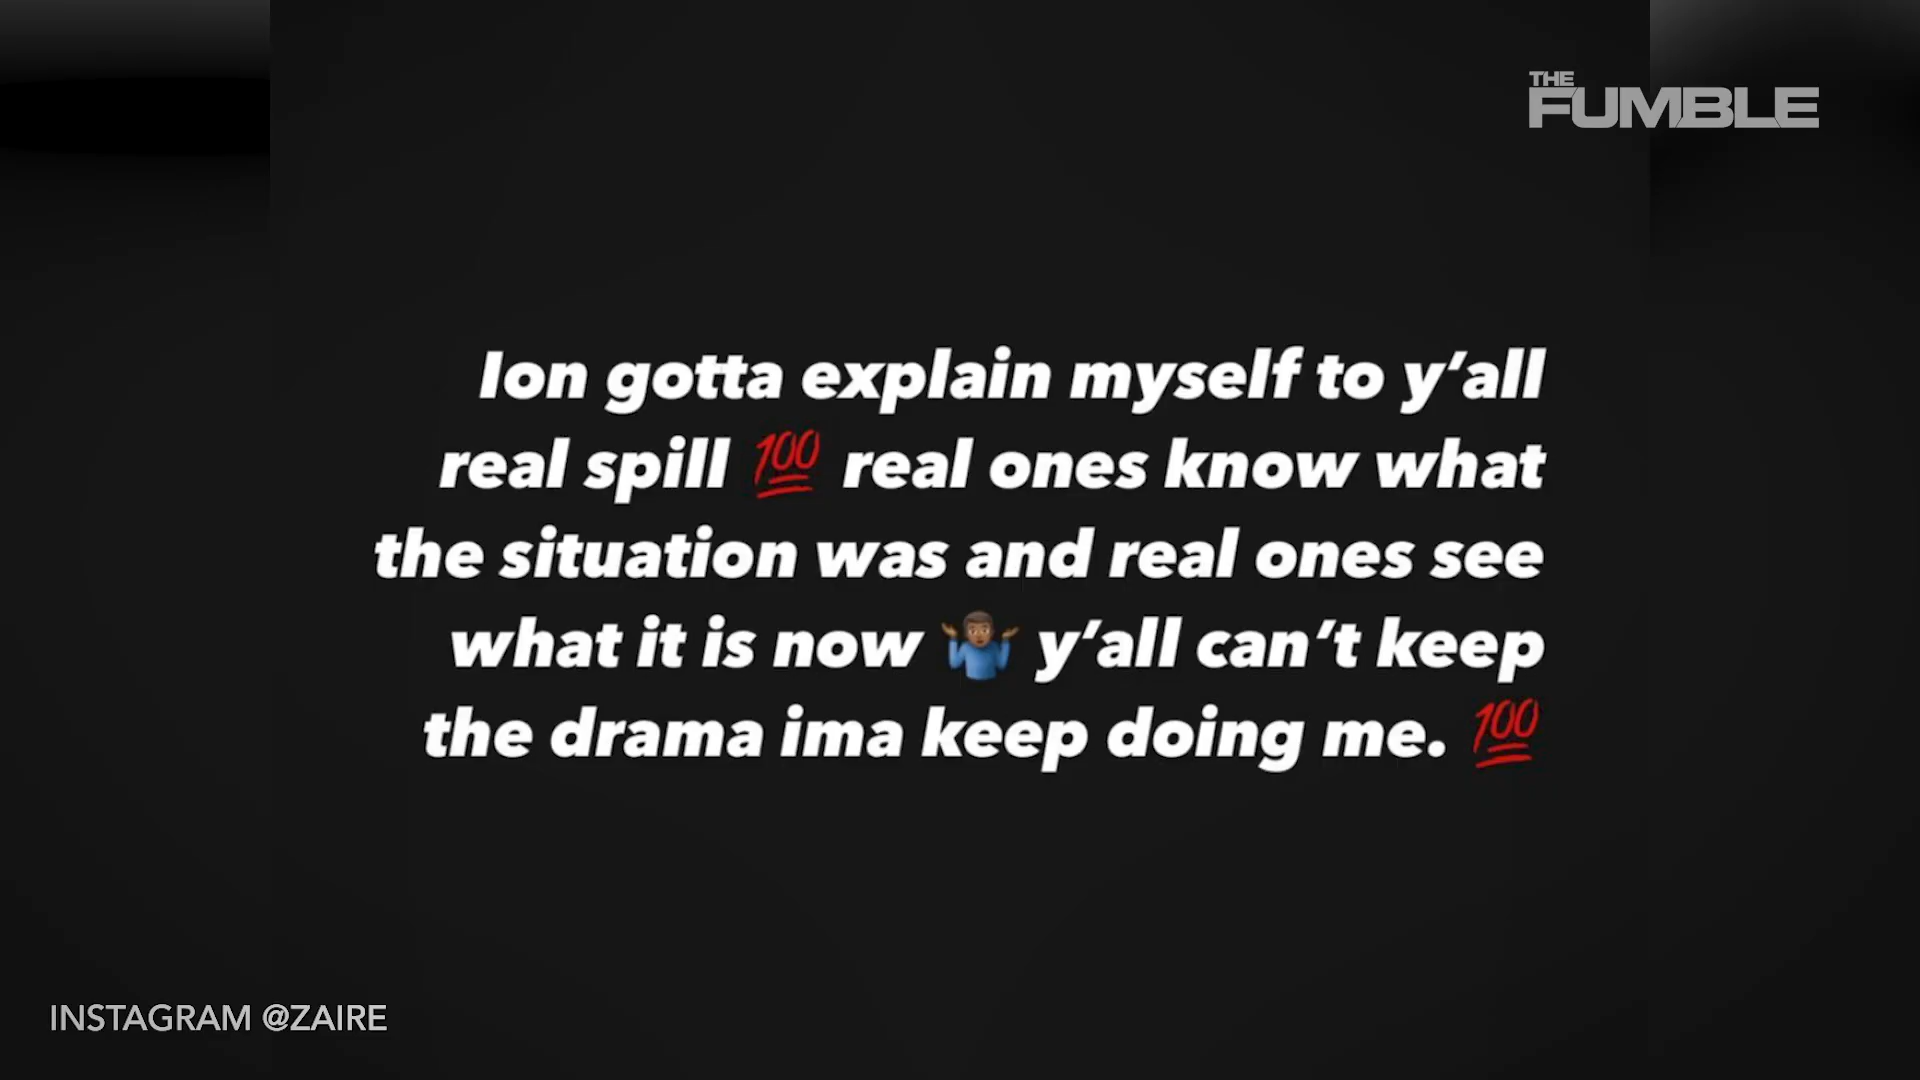 THE
FUMBLE
Ion gotta explain myself to y'all
real spill 💯 real ones know what
the situation was and real ones see
what it is now 🤷🏾‍♂️ y'all can't keep
the drama ima keep doing me. 💯
INSTAGRAM @ZAIRE